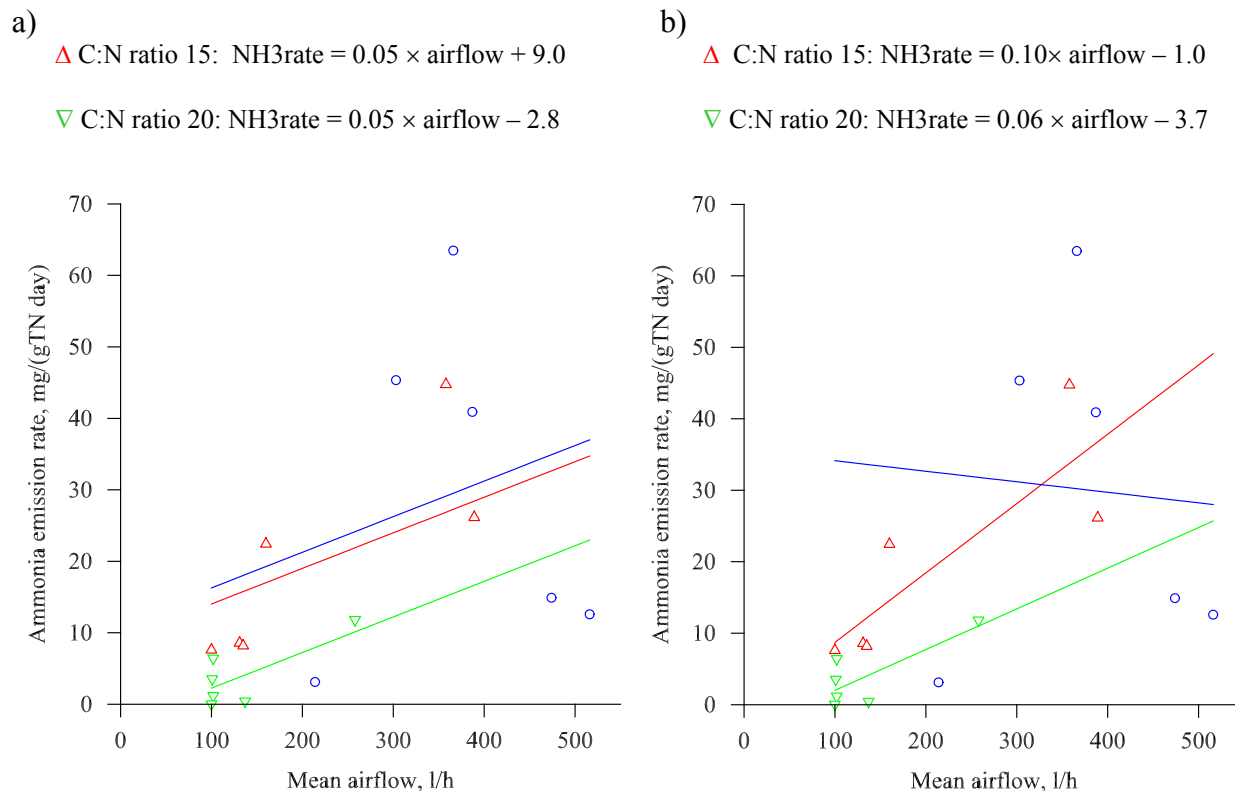 a)
Δ C:N ratio 15: NH3rate = 0.05 × airflow + 9.0
∇ C:N ratio 20: NH3rate = 0.05 × airflow – 2.8
70
60
50
40
30
20
10
0
Ammonia emission rate, mg/(gTN day)
0 100 200 300 400 500
Mean airflow, l/h
b)
Δ C:N ratio 15: NH3rate = 0.10× airflow – 1.0
∇ C:N ratio 20: NH3rate = 0.06 × airflow – 3.7
70
60
50
40
30
20
10
0
Ammonia emission rate, mg/(gTN day)
0 100 200 300 400 500
Mean airflow, l/h